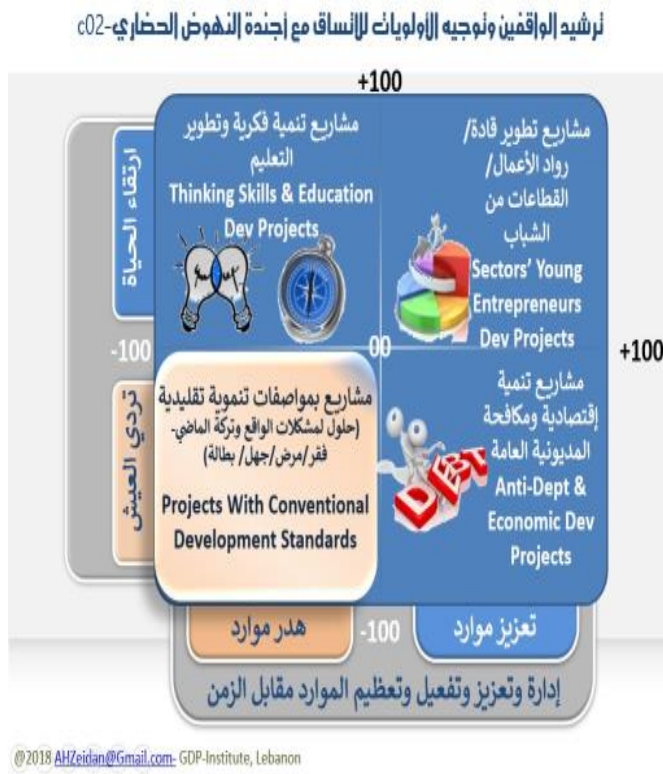 ترشيد الواقفين وتوجيه الأولويات للاتساق مع أجندة النهوض الحضاري-c02
+100
مشاريع تنمية فكرية وتطوير
التعليم
Thinking Skills & Education
Dev Projects
مشاريع تطوير قادة/
رواد الأعمال/
القطاعات من
الشباب
Sectors' Young
Entrepreneurs
Dev Projects
ارتقاء الحياة
-100
00
+100
تردي العيش
مشاريع بمواصفات تنموية تقليدية
(حلول لمشكلات الواقع وتركة الماضي-
فقر/مرض/جهل/ بطالة)
Projects With Conventional
Development Standards
مشاريع تنمية
إقتصادية ومكافحة
المديونية العامة
DEBT
Anti-Dept &
Economic Dev
Projects
هدر موارد
-100
تعزيز موارد
إدارة وتعزيز وتفعيل وتعظيم الموارد مقابل الزمن
@2018 AHZeidan@Gmail.com- GDP-Institute, Lebanon